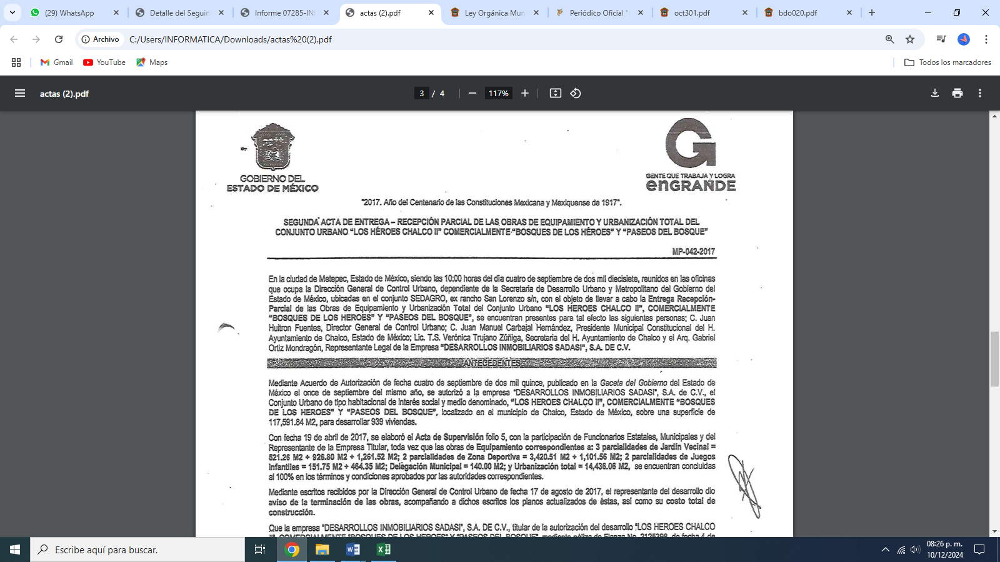 (29) WhatsApp
Detalle del Seguim
Informe 07285-INF
actas (2).pdf
Ley Orgánica Mun
Periódico Oficial "
oct301.pdf
bdo020.pdf
Archivo
C:/Users/INFORMATICA/Downloads/actas%20(2).pdf
Gmail
YouTube
Maps
Todos los marcadores
actas (2).pdf
3 / 4
117%
GOBIERNO DEL
ESTADO DE MÉXICO
GENTE QUE TRABAJA Y LOGRA
enGRANDE
"2017. Año del Centenario de las Constituciones Mexicana y Mexiquense de 1917".
SEGUNDA ACTA DE ENTREGA – RECEPCIÓN PARCIAL DE LAS OBRAS DE EQUIPAMIENTO Y URBANIZACIÓN TOTAL DEL
CONJUNTO URBANO "LOS HÉROES CHALCO II" COMERCIALMENTE "BOSQUES DE LOS HÉROES" Y "PASEOS DEL BOSQUE"
MP-042-2017
En la ciudad de Metepec, Estado de México, siendo las 10:00 horas del día cuatro de septiembre de dos mil diecisiete, reunidos en las oficinas
que ocupa la Dirección General de Control Urbano, dependiente de la Secretaria de Desarrollo Urbano y Metropolitano del Gobierno del
Estado de México, ubicadas en el conjunto SEDAGRO, ex rancho San Lorenzo s/n, con el objeto de llevar a cabo la Entrega Recepción-
Parcial de las Obras de Equipamiento y Urbanización Total del Conjunto Urbano "LOS HEROES CHALCO II", COMERCIALMENTE
"BOSQUES DE LOS HEROES" Y "PASEOS DEL BOSQUE", se encuentran presentes para tal efecto las siguientes personas; C. Juan
Huitron Fuentes, Director General de Control Urbano; C. Juan Manuel Carbajal Hernández, Presidente Municipal Constitucional del H.
Ayuntamiento de Chalco, Estado de México; Lic. T.S. Verónica Trujano Zúñiga, Secretaria del H. Ayuntamiento de Chalco y el Arq. Gabriel
Ortiz Mondragón, Representante Legal de la Empresa "DESARROLLOS INMOBILIARIOS SADASI", S.A. DE C.V.
ANTECEDENTES
Mediante Acuerdo de Autorización de fecha cuatro de septiembre de dos mil quince, publicado en la Gaceta del Gobierno del Estado de
México el once de septiembre del mismo año, se autorizó a la empresa "DESARROLLOS INMOBILIARIOS SADASI", S.A. de C.V., el
Conjunto Urbano de tipo habitacional de interés social y medio denominado, "LOS HEROES CHALCO II", COMERCIALMENTE "BOSQUES
DE LOS HEROES" Y "PASEOS DEL BOSQUE", localizado en el municipio de Chalco, Estado de México, sobre una superficie de
117,591.84 M2, para desarrollar 939 viviendas.
Con fecha 19 de abril de 2017, se elaboró el Acta de Supervisión folio 5, con la participación de Funcionarios Estatales, Municipales y del
Representante de la Empresa Titular, toda vez que las obras de Equipamiento correspondientes a: 3 parcialidades de Jardín Vecinal =
521.26 M2 + 926.80 M2 + 1,261.52 M2; 2 parcialidades de Zona Deportiva = 3,420.51 M2 + 1,101.56 M2; 2 parcialidades de Juegos
Infantiles = 151.75 M2 + 464.35 M2; Delegación Municipal = 140.00 M2; y Urbanización total = 14,436.06 M2, se encuentran concluidas
al 100% en los términos y condiciones aprobados por las autoridades correspondientes.
Mediante escritos recibidos por la Dirección General de Control Urbano de fecha 17 de agosto de 2017, el representante del desarrollo dio
aviso de la terminación de las obras, acompañando a dichos escritos los planos actualizados de éstas, así como su costo total de
construcción.
Que la empresa "DESARROLLOS INMOBILIARIOS SADASI", S.A. DE C.V., titular de la autorización del desarrollo "LOS HEROES CHALCO
II", COMERCIALMENTE "BOSQUES DE LOS HEROES" Y "PASEOS DEL BOSQUE", mediante póliza de Fianza No. 2125398, de fecha 4 de
Escribe aquí para buscar.
08:26 p. m.
10/12/2024